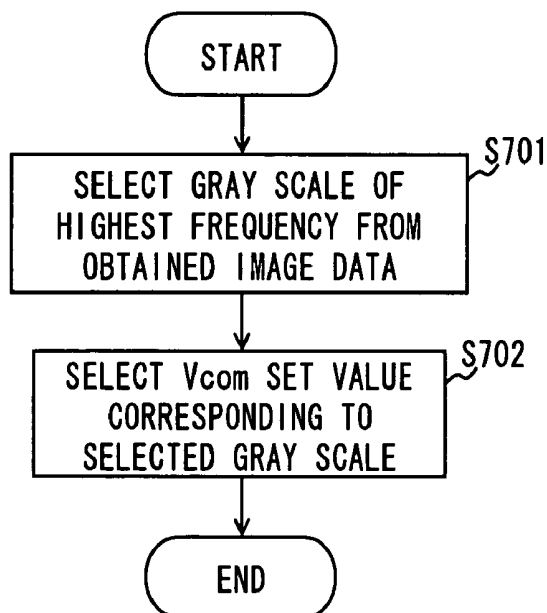 START
S701
SELECT GRAY SCALE OF
HIGHEST FREQUENCY FROM
OBTAINED IMAGE DATA
S702
SELECT Vcom SET VALUE
CORRESPONDING TO
SELECTED GRAY SCALE
END